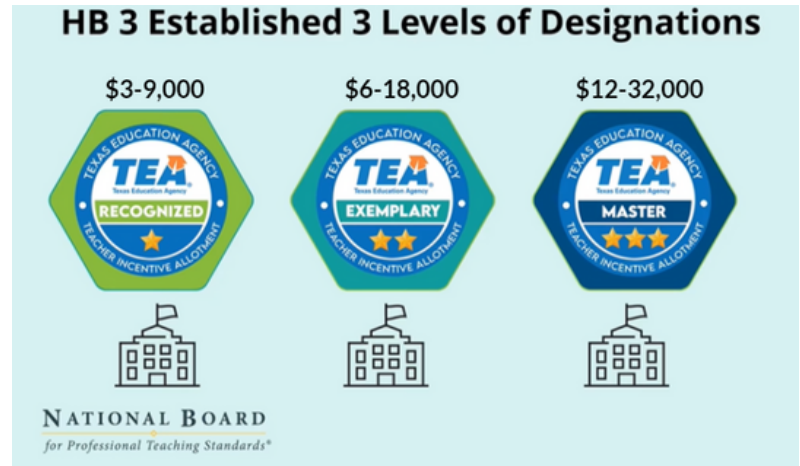 HB 3 Established 3 Levels of Designations
$3-9,000
$6-18,000
$12-32,000
TEXAS EDUCATION AGENCY
TEA
Texas Education Agency
RECOGNIZED
TEACHER INCENTIVE ALLOTMENT
TEXAS EDUCATION AGENCY
TEA
Texas Education Agency
EXEMPLARY
TEACHER INCENTIVE ALLOTMENT
TEXAS EDUCATION AGENCY
TEA
Texas Education Agency
MASTER
TEACHER INCENTIVE ALLOTMENT
NATIONAL BOARD
for Professional Teaching Standards®